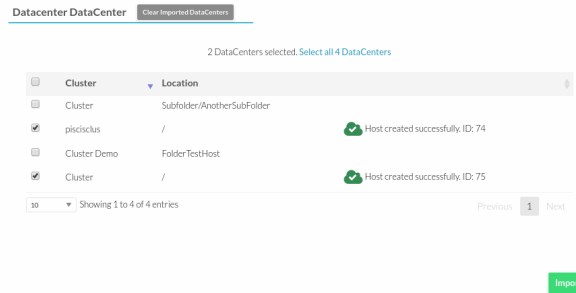 Datacenter DataCenter Clear Imported DataCenters
2 DataCenters selected. Select all 4 DataCenters
Cluster Location
Cluster Subfolder/AnotherSubFolder
piscisclus / Host created successfully. ID: 74
Cluster Demo FolderTestHost
Cluster / Host created successfully. ID: 75
10 Showing 1 to 4 of 4 entries Previous 1 Next